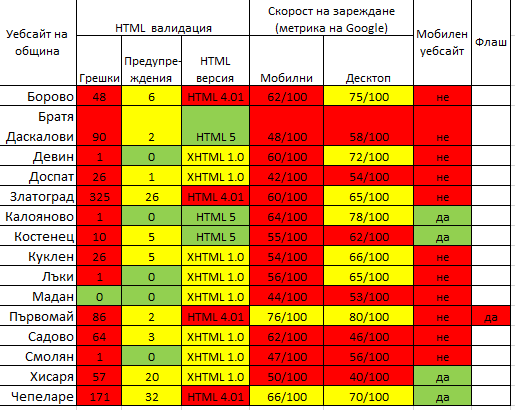 Уебсайт на община HTML валидация Скорост на зареждане (метрика на Google) Мобилен уебсайт Флаш
Грешки Предупре-ждения HTML версия Мобилни Десктоп
Борово 48 6 HTML 4.01 62/100 75/100 не
Братя Даскалови 90 2 HTML 5 48/100 58/100 не
Девин 1 0 XHTML 1.0 60/100 72/100 не
Доспат 26 1 XHTML 1.0 42/100 54/100 не
Златоград 325 26 HTML 4.01 60/100 65/100 не
Калояново 1 0 HTML 5 64/100 78/100 да
Костенец 10 5 HTML 5 55/100 62/100 да
Куклен 26 5 XHTML 1.0 54/100 66/100 не
Лъки 1 0 XHTML 1.0 56/100 65/100 не
Мадан 0 0 XHTML 1.0 44/100 53/100 не
Първомай 86 2 HTML 4.01 76/100 80/100 не да
Садово 64 3 XHTML 1.0 62/100 46/100 не
Смолян 1 0 XHTML 1.0 47/100 56/100 не
Хисаря 57 20 XHTML 1.0 50/100 40/100 да
Чепеларе 171 32 HTML 4.01 66/100 70/100 да